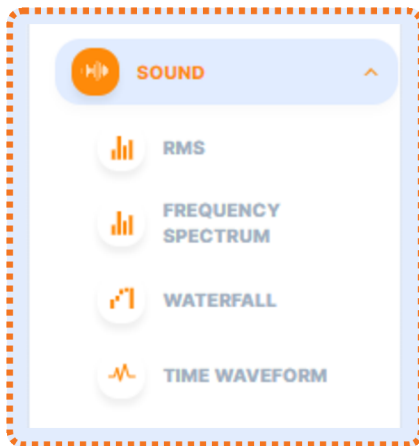 SOUND
RMS
FREQUENCY
SPECTRUM
WATERFALL
TIME WAVEFORM